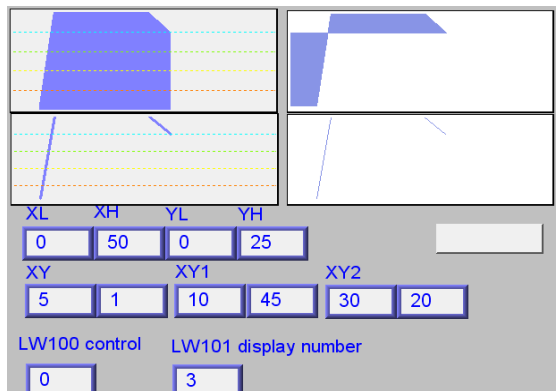 XL XH YL YH
0 50 0 25
XY XY1 XY2
5 1 10 45 30 20
LW100 control LW101 display number
0 3